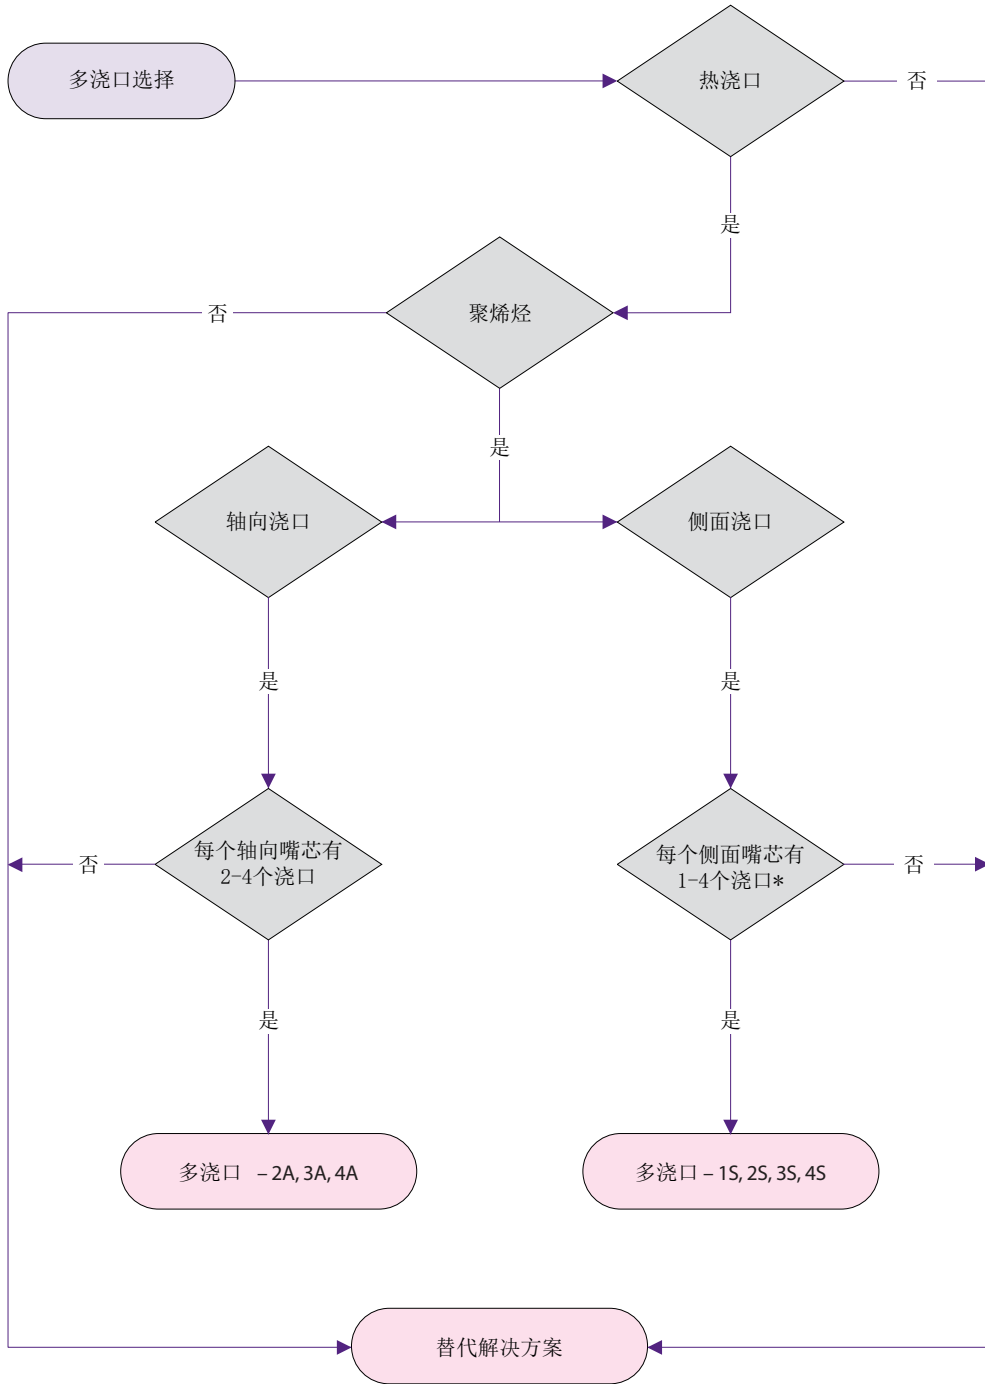 多浇口选择
热浇口
否
是
聚烯烃
否
是
轴向浇口
侧面浇口
是
是
每个轴向嘴芯有
2-4个浇口
否
每个侧面嘴芯有
1-4个浇口*
否
是
是
多浇口 – 2A, 3A, 4A
多浇口 – 1S, 2S, 3S, 4S
替代解决方案